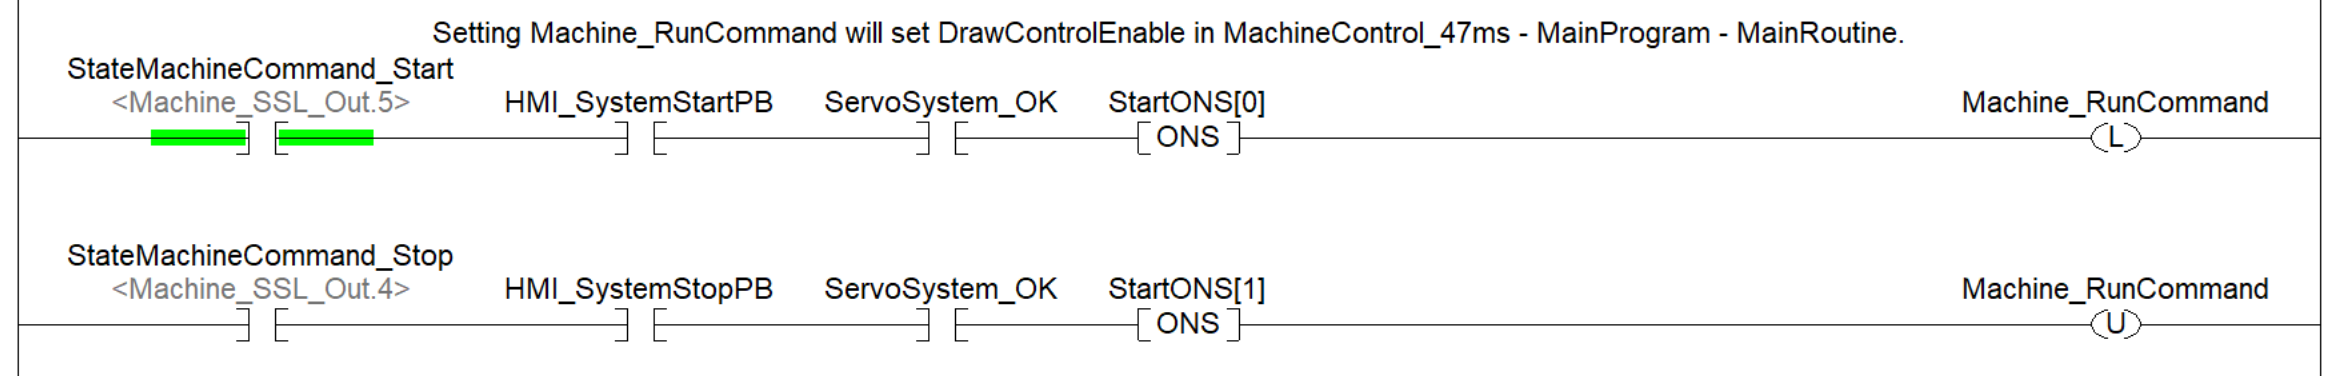 Setting Machine_RunCommand will set DrawControlEnable in MachineControl_47ms - MainProgram - MainRoutine.
StateMachineCommand_Start
<Machine_SSL_Out.5> HMI_SystemStartPB ServoSystem_OK StartONS[0] Machine_RunCommand
ONS L
StateMachineCommand_Stop
<Machine_SSL_Out.4> HMI_SystemStopPB ServoSystem_OK StartONS[1] Machine_RunCommand
ONS U